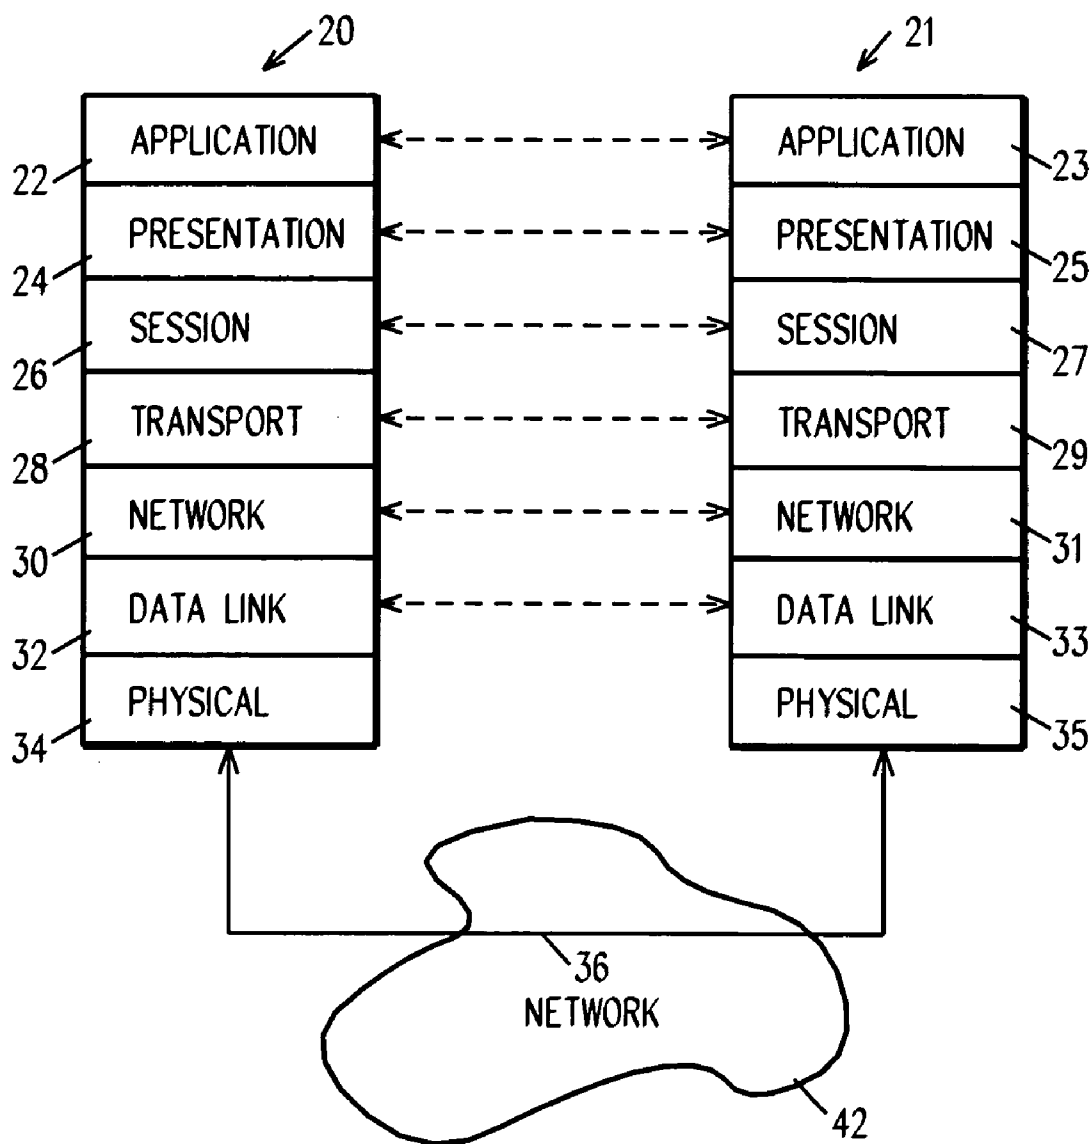 20
21
APPLICATION
APPLICATION
22
23
PRESENTATION
PRESENTATION
24
25
SESSION
SESSION
26
27
TRANSPORT
TRANSPORT
28
29
NETWORK
NETWORK
30
31
DATA LINK
DATA LINK
32
33
PHYSICAL
PHYSICAL
34
35
36
NETWORK
42